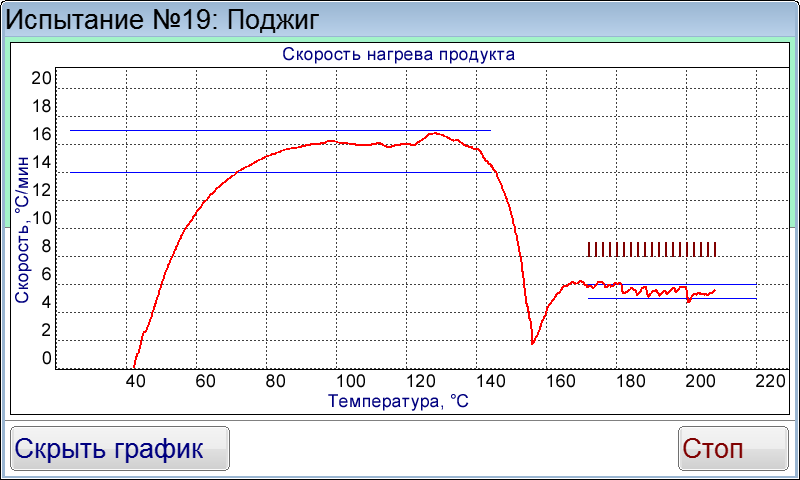 Испытание №19: Поджиг
Скорость нагрева продукта
Скорость, °С/мин
20
18
16
14
12
10
8
6
4
2
0
40 60 80 100 120 140 160 180 200 220
Температура, °С
Скрыть график
Стоп